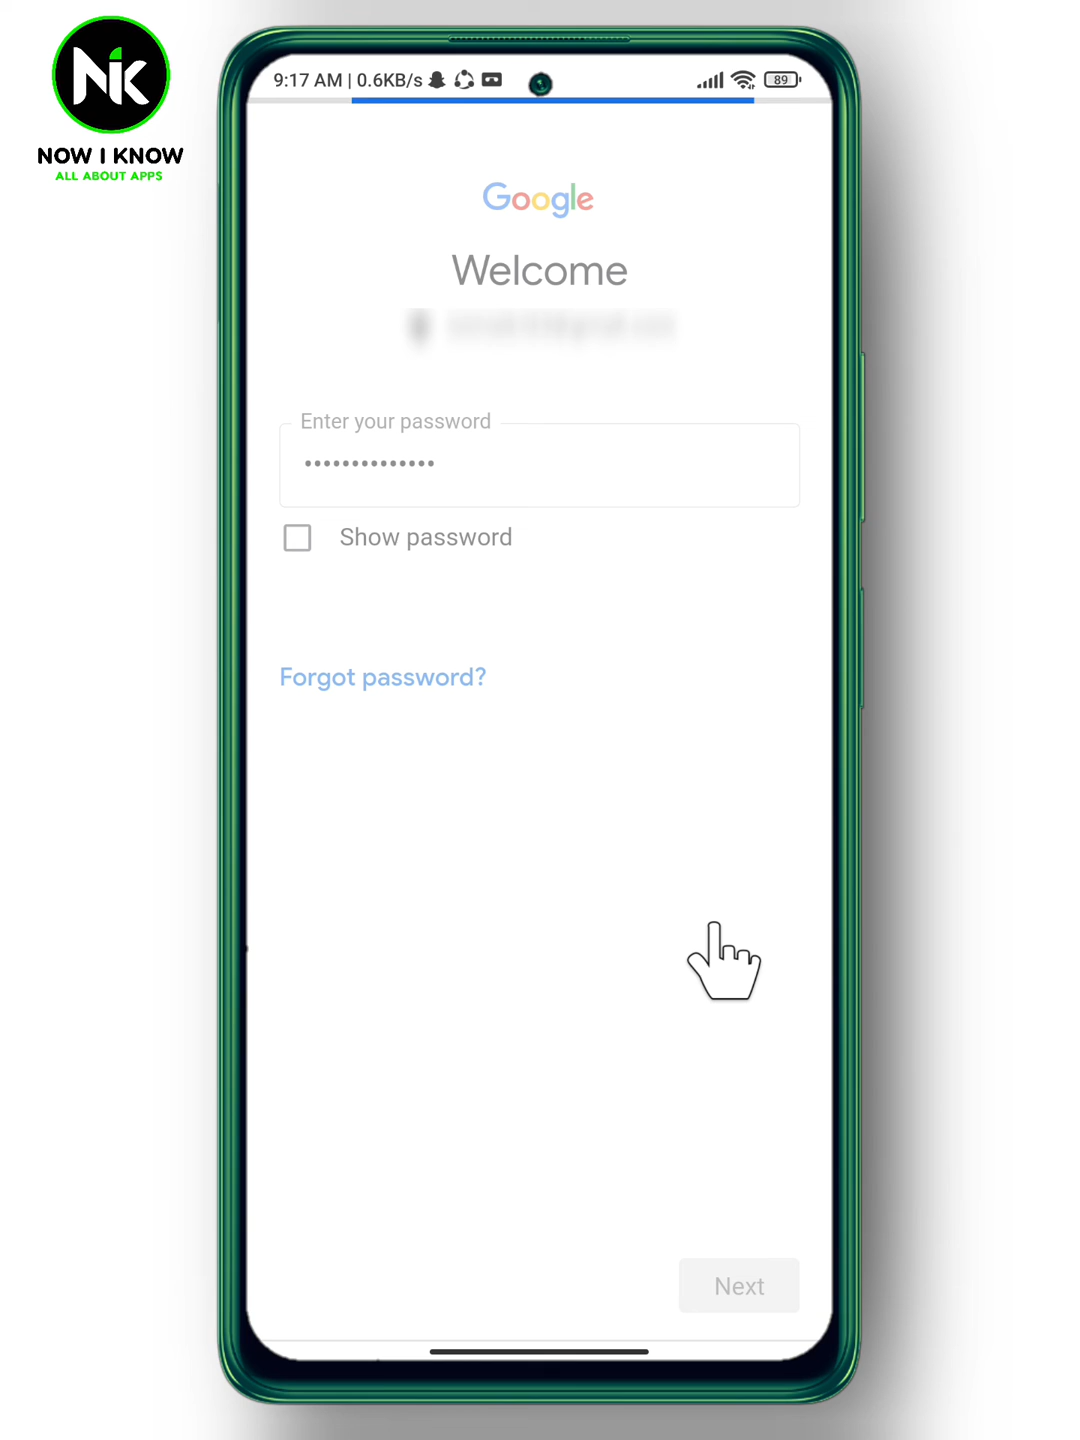 NiK
NOW I KNOW
ALL ABOUT APPS
9:17 AM | 0.6KB/s
89
Google
Welcome
Enter your password
••••••••••••••
Show password
Forgot password?
Next